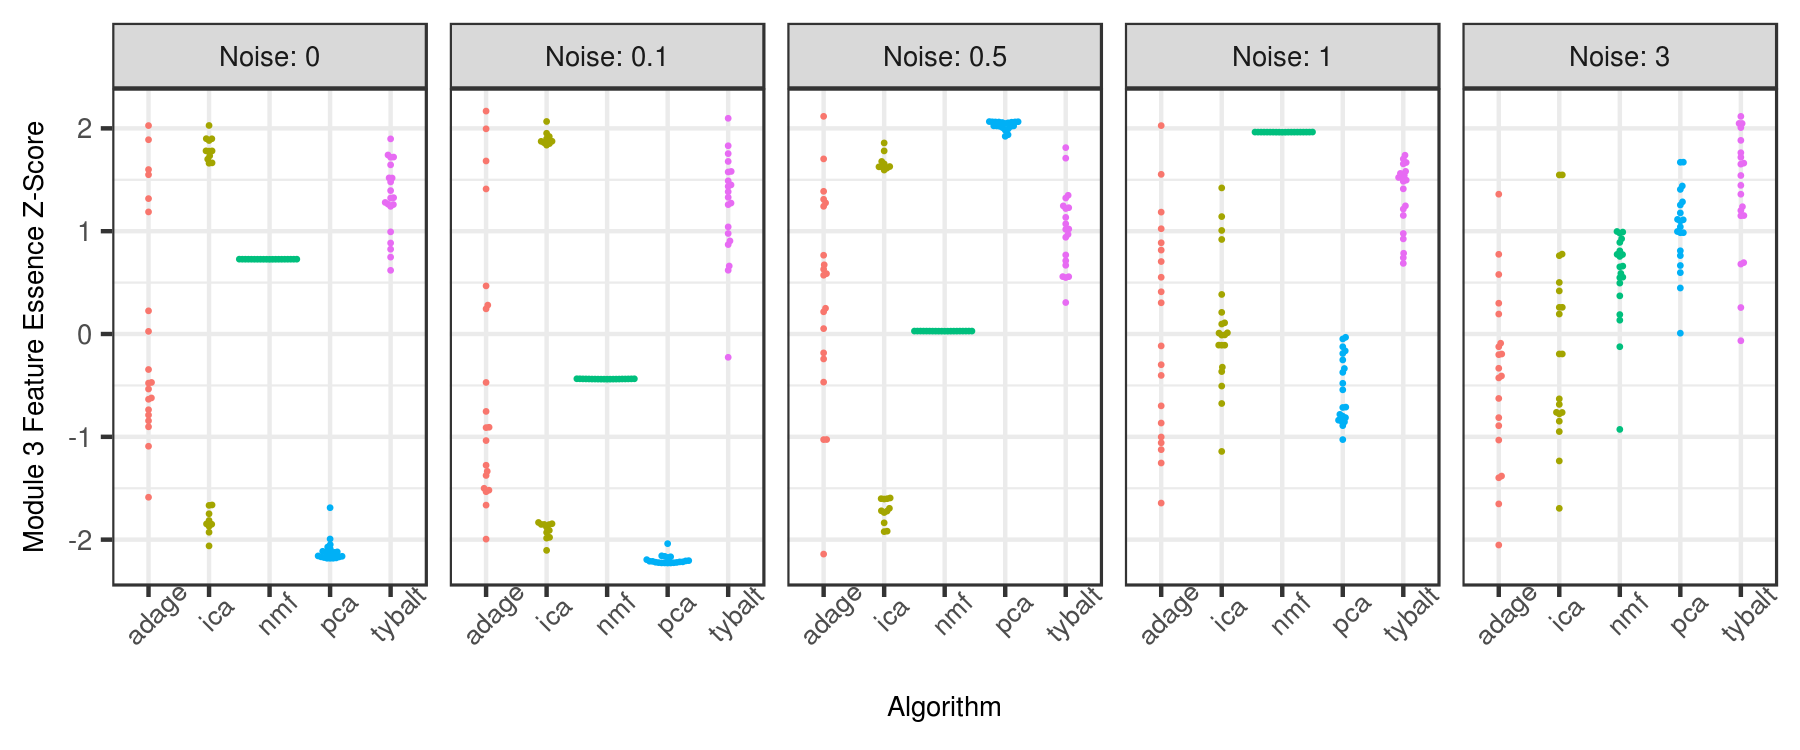 Noise: 0 Noise: 0.1 Noise: 0.5 Noise: 1 Noise: 3
Module 3 Feature Essence Z-Score
2
1
0
-1
-2
adage ica nmf pca tybalt adage ica nmf pca tybalt adage ica nmf pca tybalt adage ica nmf pca tybalt adage ica nmf pca tybalt
Algorithm